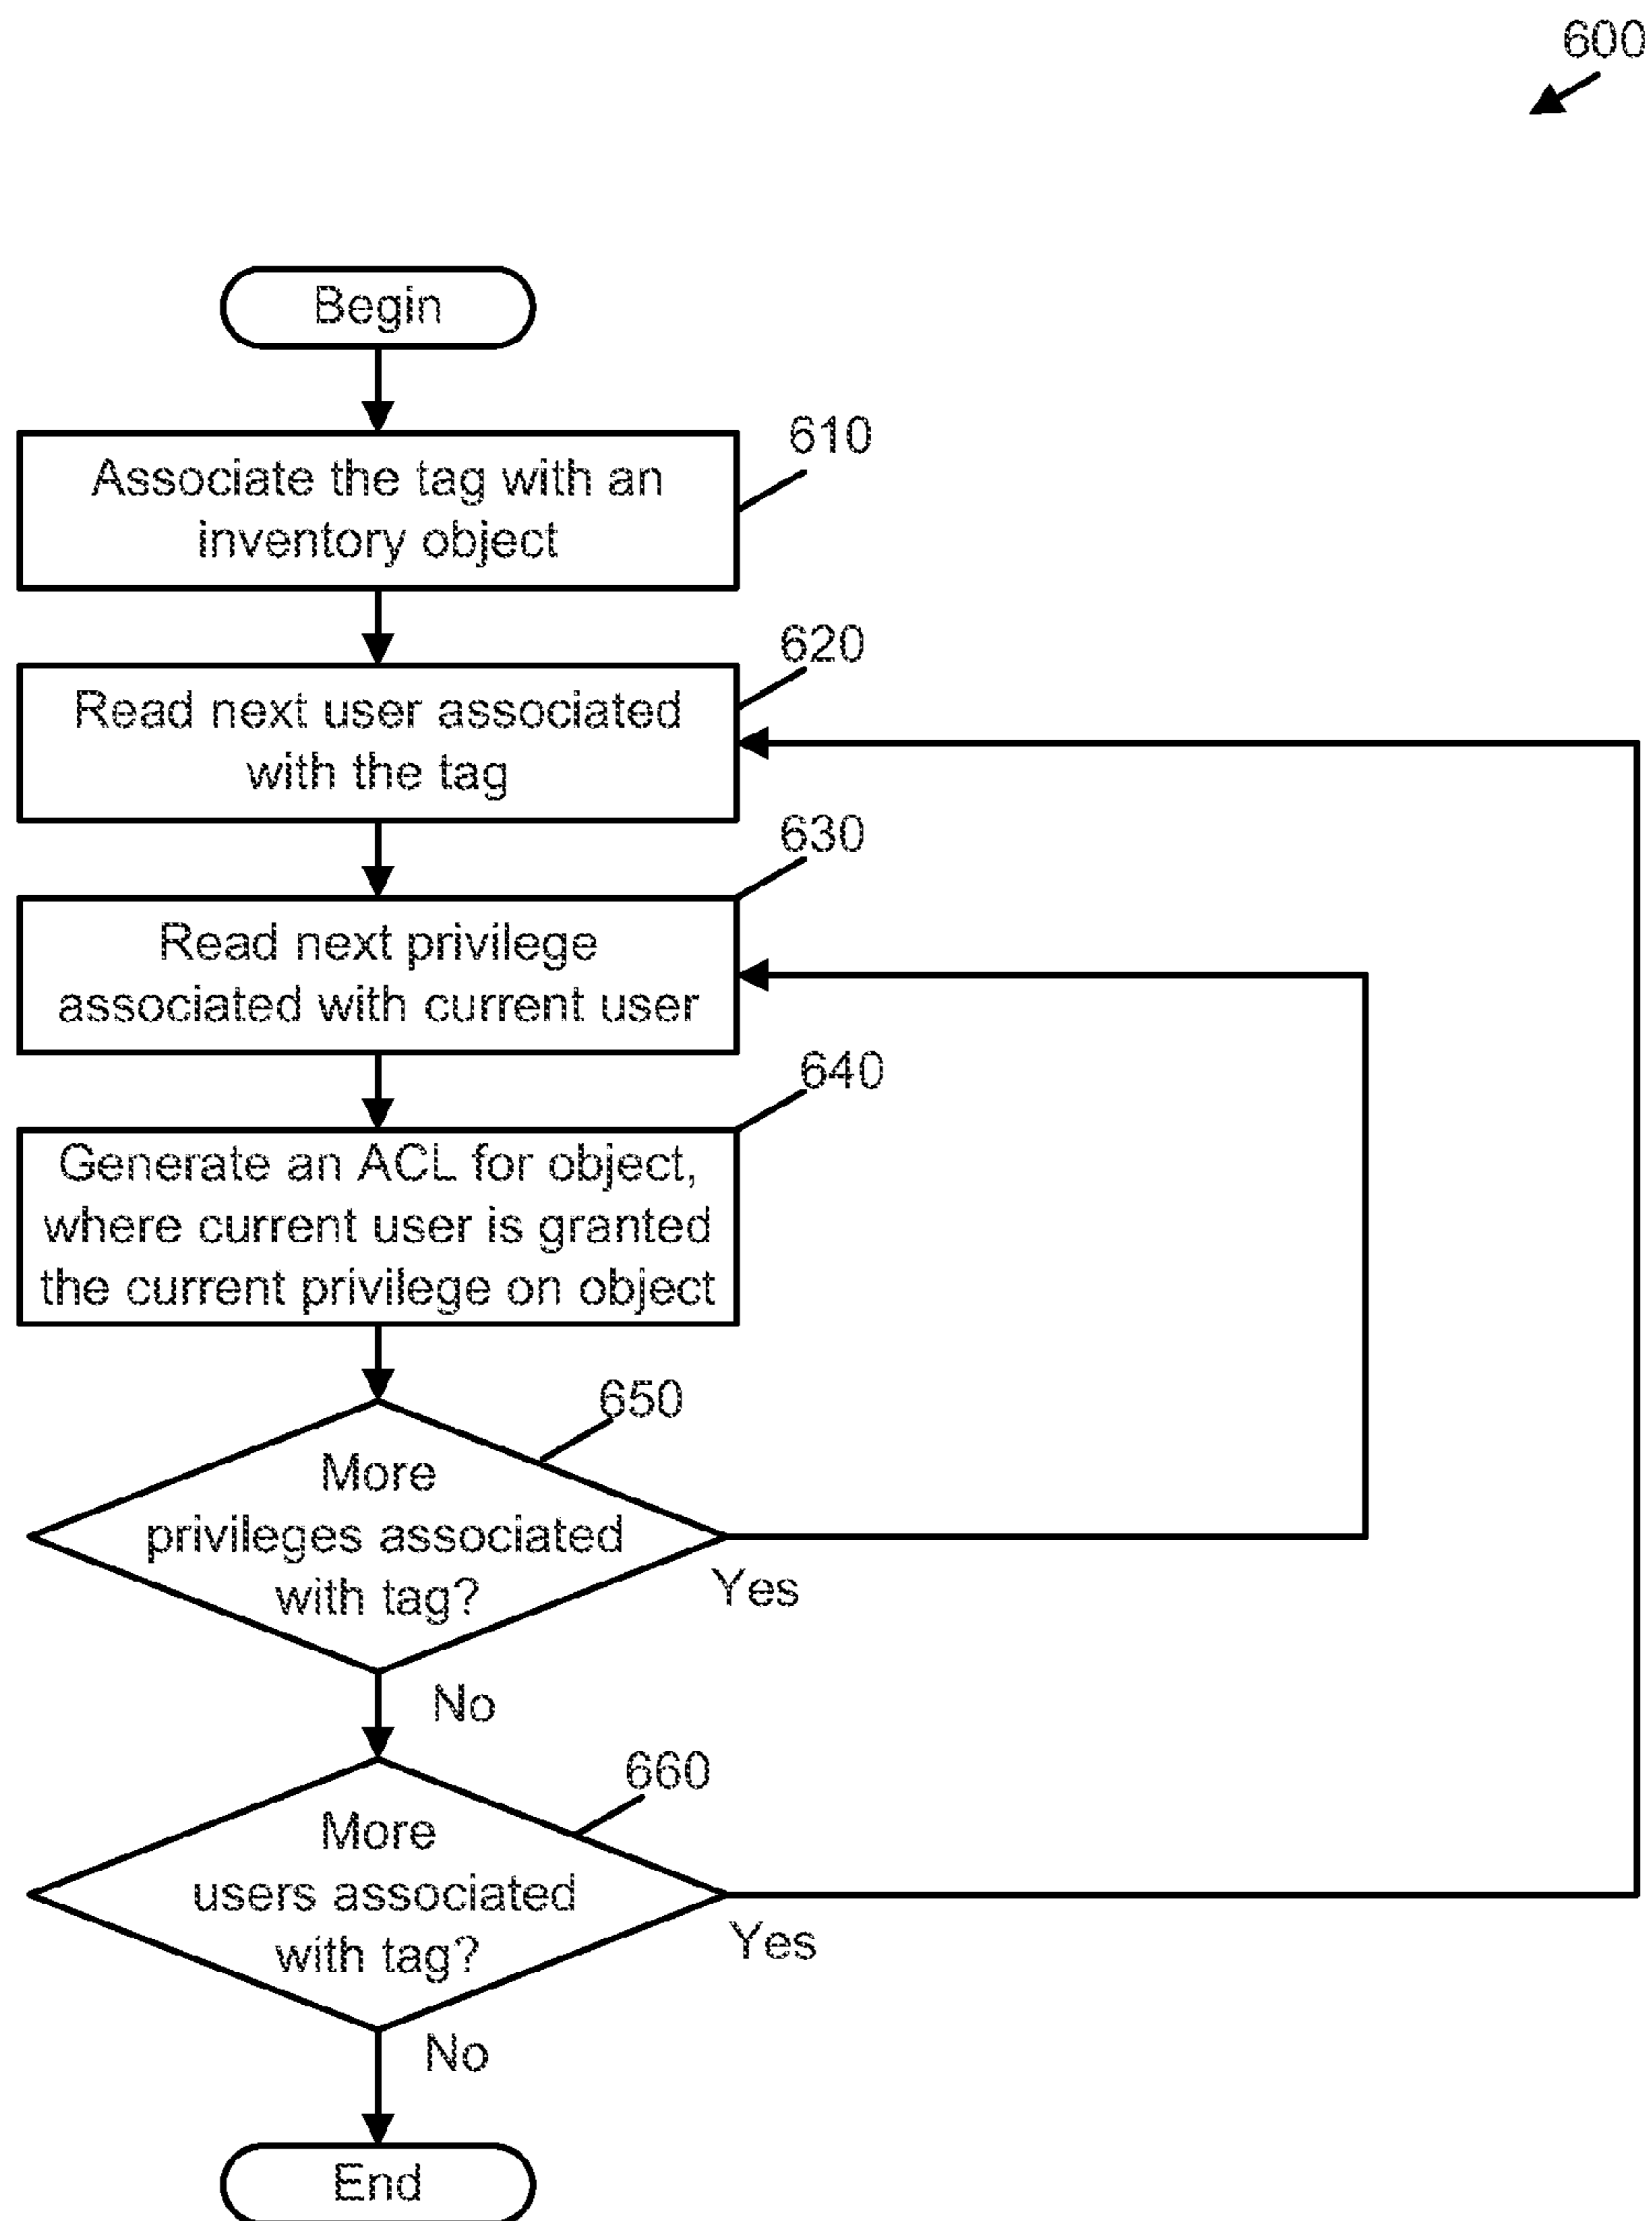 600
Begin
610
Associate the tag with an
inventory object
620
Read next user associated
with the tag
630
Read next privilege
associated with current user
640
Generate an ACL for object,
where current user is granted
the current privilege on object
650
More
privileges associated
with tag?
Yes
No
660
More
users associated
with tag?
Yes
No
End